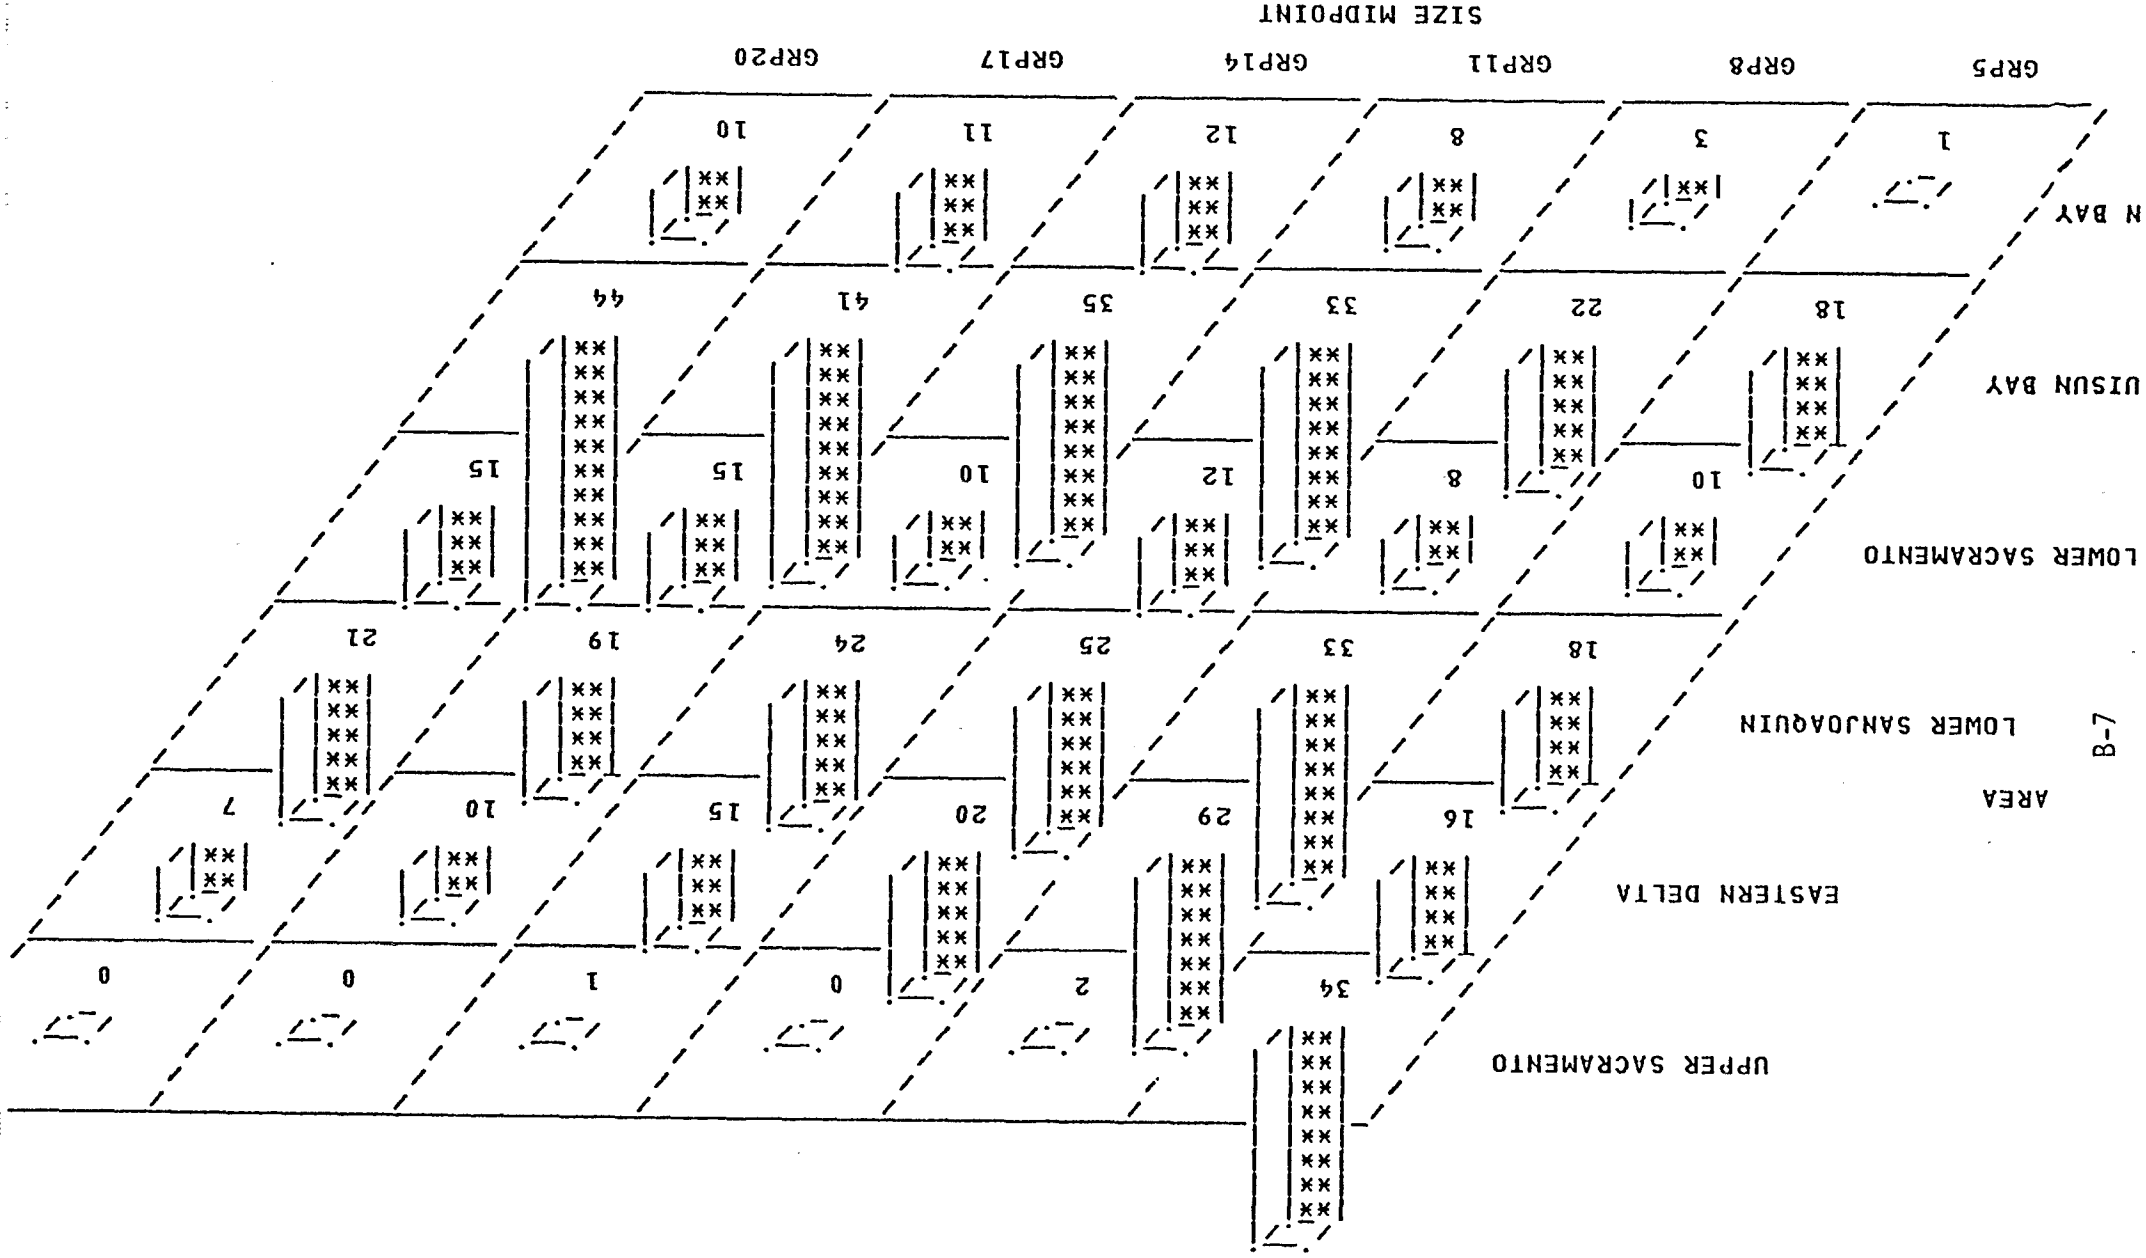 UPPER SACRAMENTO
34 2 0 1 0 0
EASTERN DELTA
16 29 20 15 10 7
AREA
B-7
LOWER SANJOAQUIN
18 33 25 24 19 21
LOWER SACRAMENTO
10 8 12 10 15 15
UISUN BAY
18 22 33 35 41 44
N BAY
1 3 8 12 11 10
GRP5 GRP8 GRP11 GRP14 GRP17 GRP20
SIZE MIDPOINT